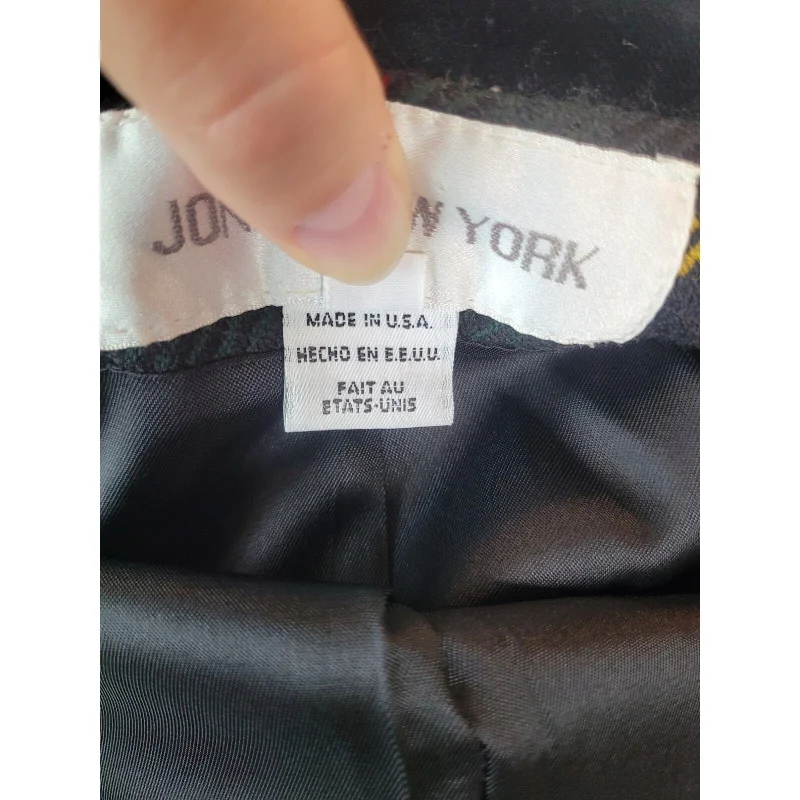 JON W YORK
MADE IN U.S.A.
HECHO EN E.E.U.U.
FAIT AU
ETATS-UNIS